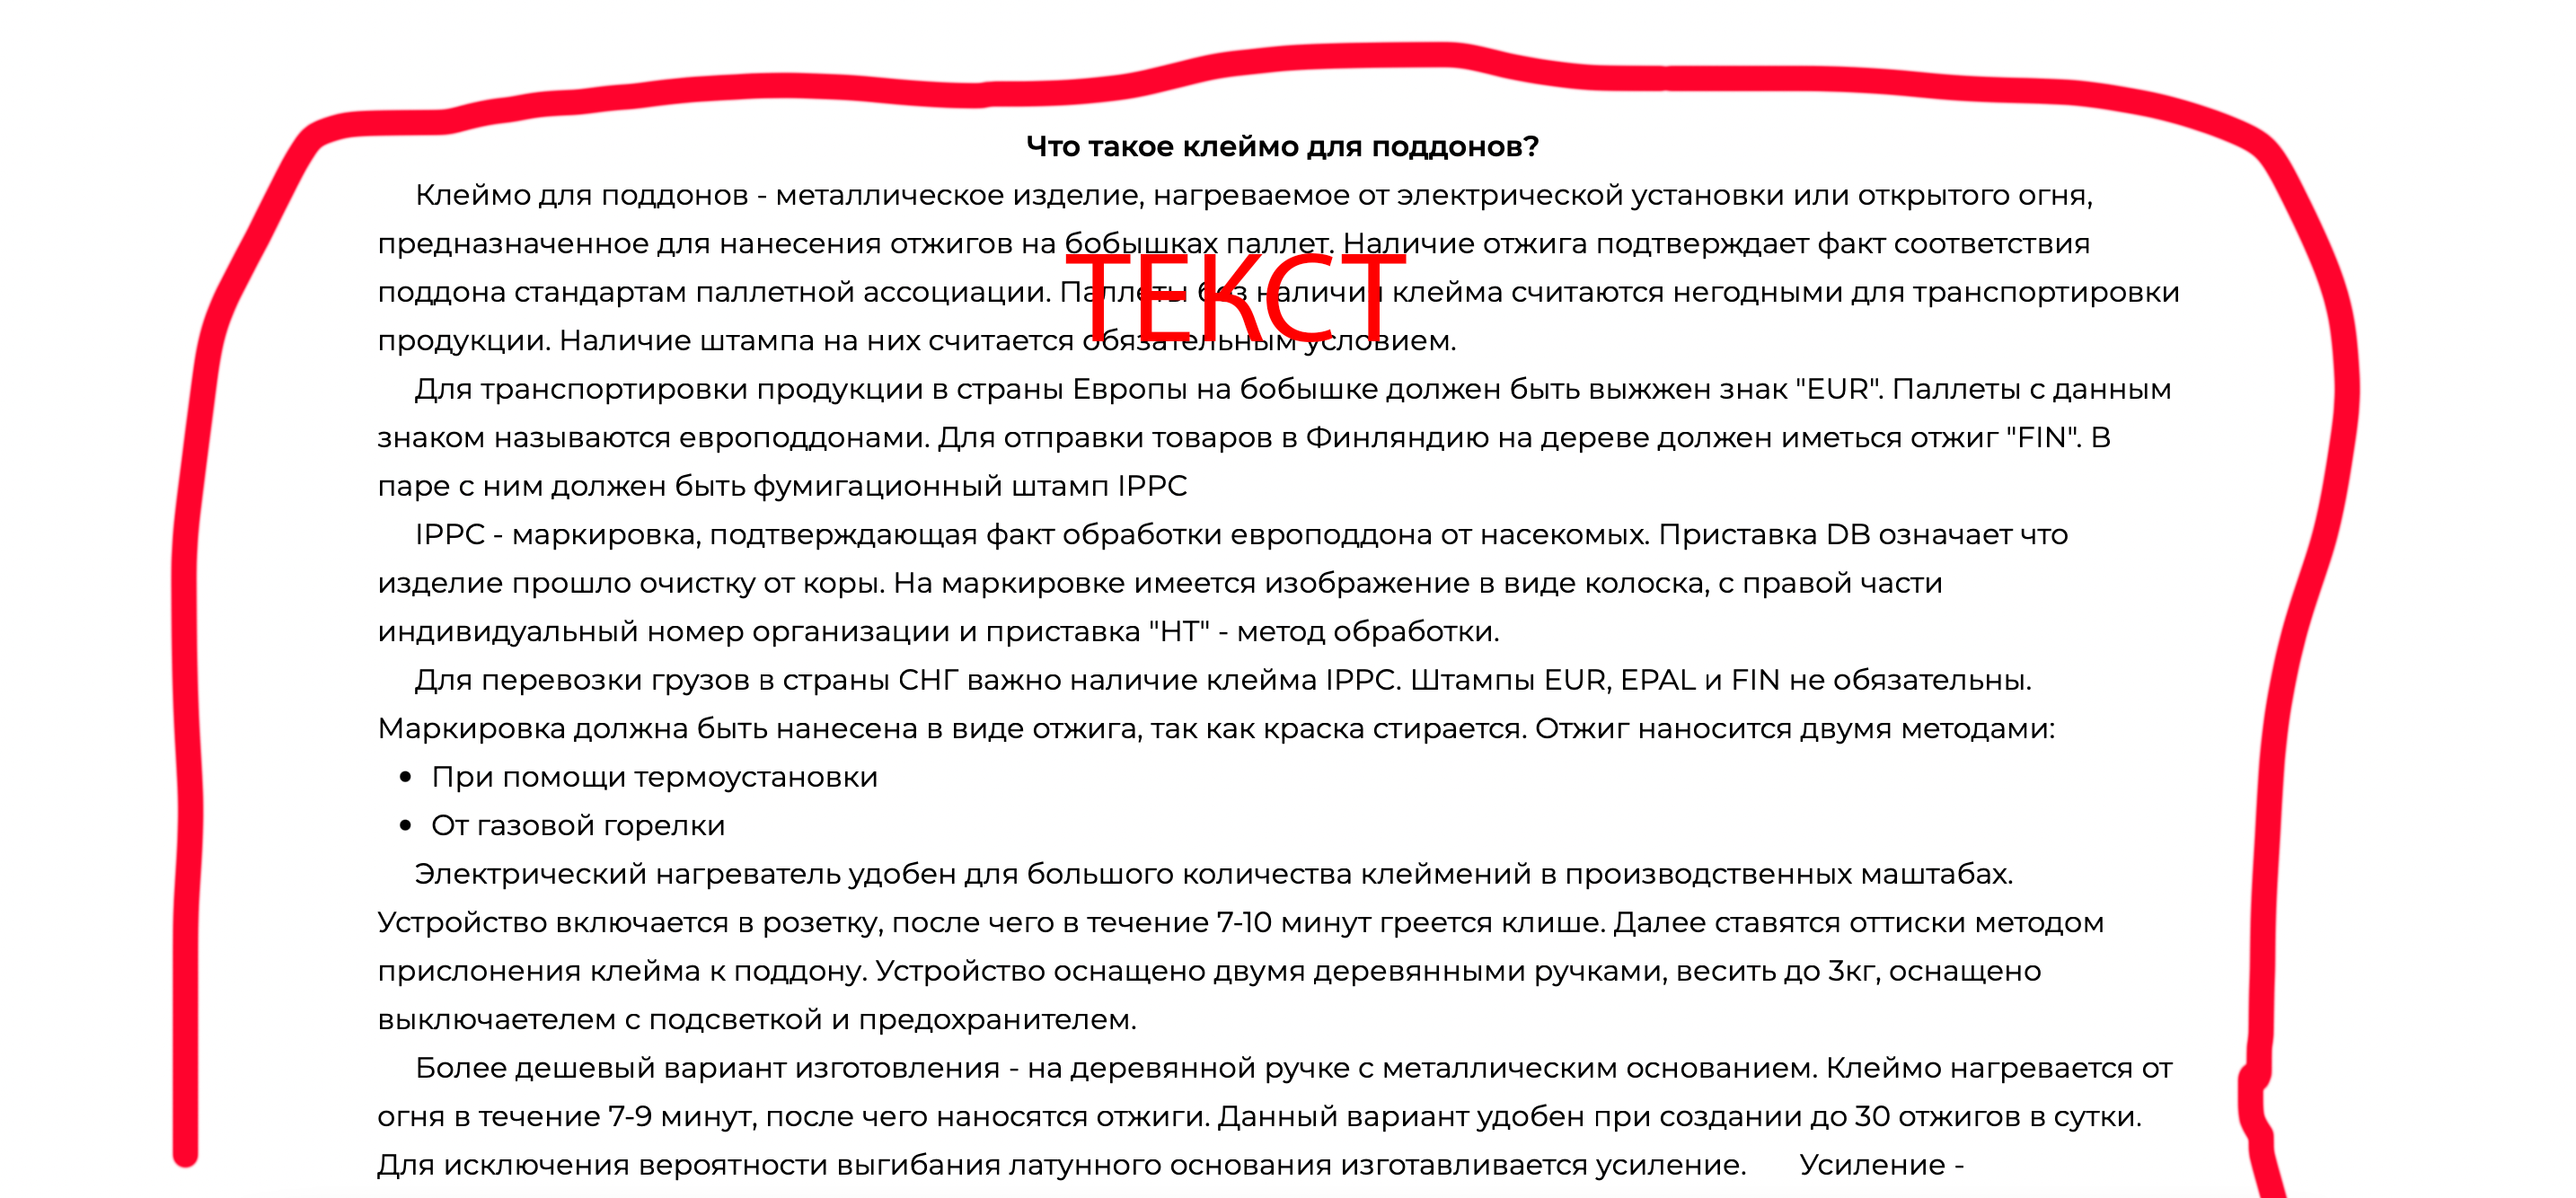 Что такое клеймо для поддонов?
Клеймо для поддонов - металлическое изделие, нагреваемое от электрической установки или открытого огня,
предназначенное для нанесения отжигов на бобышках паллет. Наличие отжига подтверждает факт соответствия
ТЕКСТ
поддона стандартам паллетной ассоциации. Паллеты без наличия клейма считаются негодными для транспортировки
продукции. Наличие штампа на них считается обязательным условием.
Для транспортировки продукции в страны Европы на бобышке должен быть выжжен знак "EUR". Паллеты с данным
знаком называются европоддонами. Для отправки товаров в Финляндию на дереве должен иметься отжиг "FIN". В
паре с ним должен быть фумигационный штамп IPPC
IPPC - маркировка, подтверждающая факт обработки европоддона от насекомых. Приставка DB означает что
изделие прошло очистку от коры. На маркировке имеется изображение в виде колоска, с правой части
индивидуальный номер организации и приставка "HT" - метод обработки.
Для перевозки грузов в страны СНГ важно наличие клейма IPPC. Штампы EUR, EPAL и FIN не обязательны.
Маркировка должна быть нанесена в виде отжига, так как краска стирается. Отжиг наносится двумя методами:
• При помощи термоустановки
• От газовой горелки
Электрический нагреватель удобен для большого количества клеймений в производственных маштабах.
Устройство включается в розетку, после чего в течение 7-10 минут греется клише. Далее ставятся оттиски методом
прислонения клейма к поддону. Устройство оснащено двумя деревянными ручками, весить до 3кг, оснащено
выключаетелем с подсветкой и предохранителем.
Более дешевый вариант изготовления - на деревянной ручке с металлическим основанием. Клеймо нагревается от
огня в течение 7-9 минут, после чего наносятся отжиги. Данный вариант удобен при создании до 30 отжигов в сутки.
Для исключения вероятности выгибания латунного основания изготавливается усиление. Усиление -